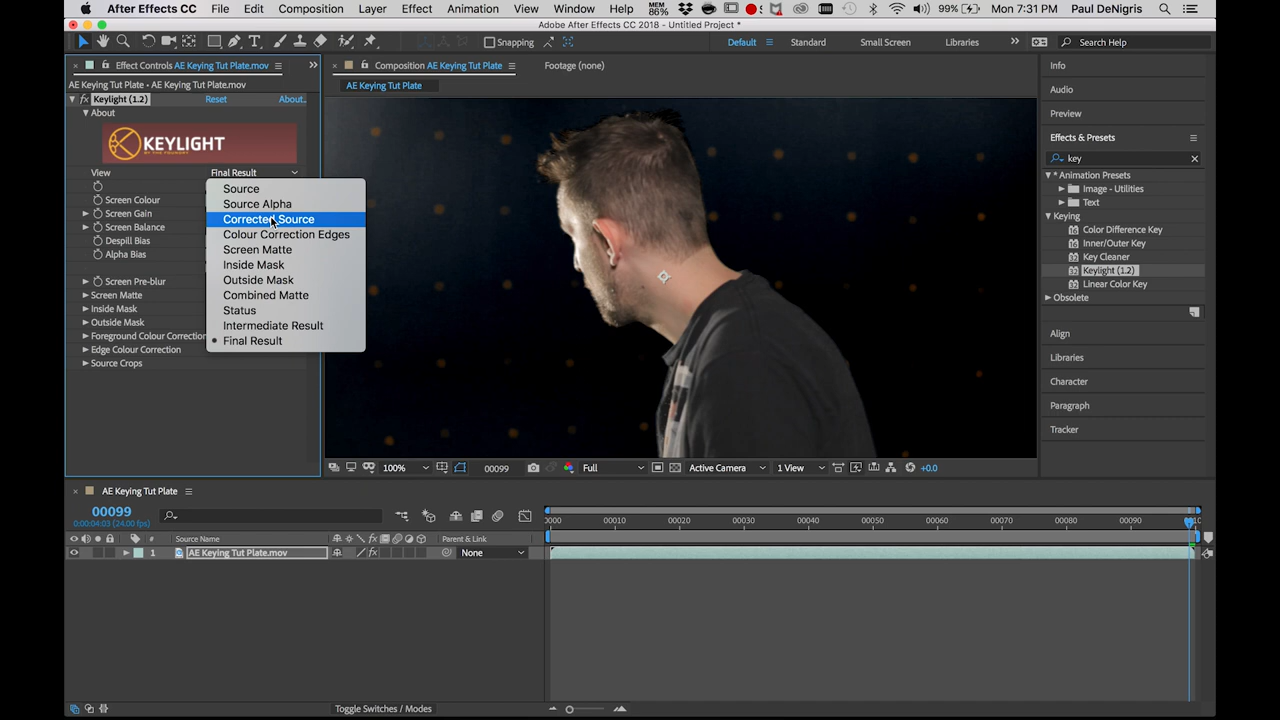 After Effects CC File Edit Composition Layer Effect Animation View Window Help MEM 86% 99% Mon 7:31 PM Paul DeNigris
Adobe After Effects CC 2018 - Untitled Project *
Snapping Default Standard Small Screen Libraries Search Help
Effect Controls AE Keying Tut Plate.mov
AE Keying Tut Plate • AE Keying Tut Plate.mov
Keylight (1.2) Reset About..
About
KEYLIGHT
BY THE FOUNDRY
View Final Result
Screen Colour
Screen Gain
Screen Balance
Despill Bias
Alpha Bias
Screen Pre-blur
Screen Matte
Inside Mask
Outside Mask
Foreground Colour Correction
Edge Colour Correction
Source Crops
Source
Source Alpha
Corrected Source
Colour Correction Edges
Screen Matte
Inside Mask
Outside Mask
Combined Matte
Status
Intermediate Result
Final Result
Composition AE Keying Tut Plate
Footage (none)
AE Keying Tut Plate
100% 00099 Full Active Camera 1 View +0.0
Info
Audio
Preview
Effects & Presets
key
* Animation Presets
Image - Utilities
Text
Keying
Color Difference Key
Inner/Outer Key
Key Cleaner
Keylight (1.2)
Linear Color Key
Obsolete
Align
Libraries
Character
Paragraph
Tracker
AE Keying Tut Plate
00099
0:00:04:03 (24.00 fps)
0000 00010 00020 00030 00040 00050 00060 00070 00080 00090
# Source Name Parent & Link
1 AE Keying Tut Plate.mov None
Toggle Switches / Modes